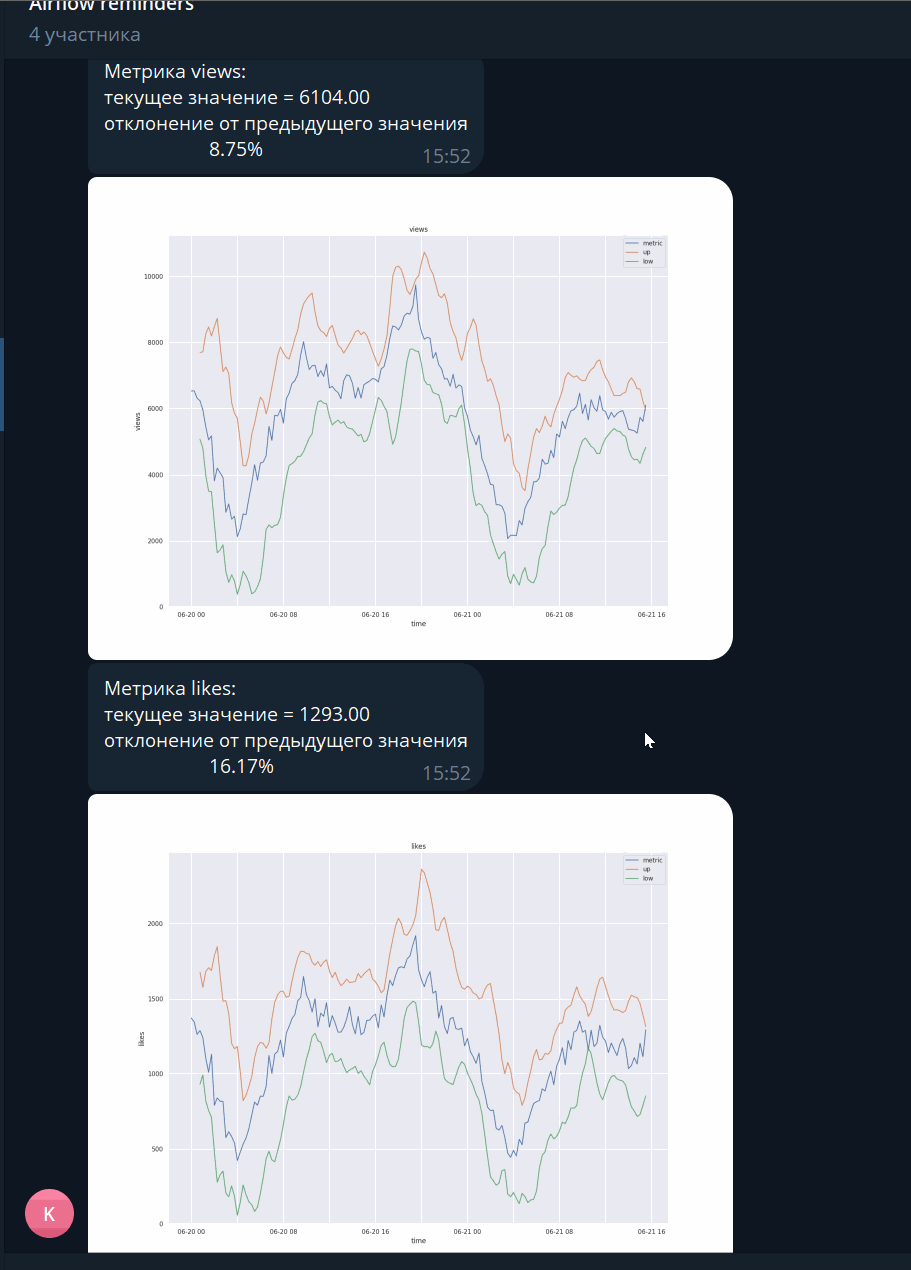 Airflow reminders
4 участника
Метрика views:
текущее значение = 6104.00
отклонение от предыдущего значения
8.75%
15:52
views
metric
up
low
10000
8000
6000
4000
2000
0
views
06-20 00
06-20 08
06-20 16
06-21 00
06-21 08
06-21 16
time
Метрика likes:
текущее значение = 1293.00
отклонение от предыдущего значения
16.17%
15:52
likes
metric
up
low
2000
1500
1000
500
0
likes
06-20 00
06-20 08
06-20 16
06-21 00
06-21 08
06-21 16
time
K